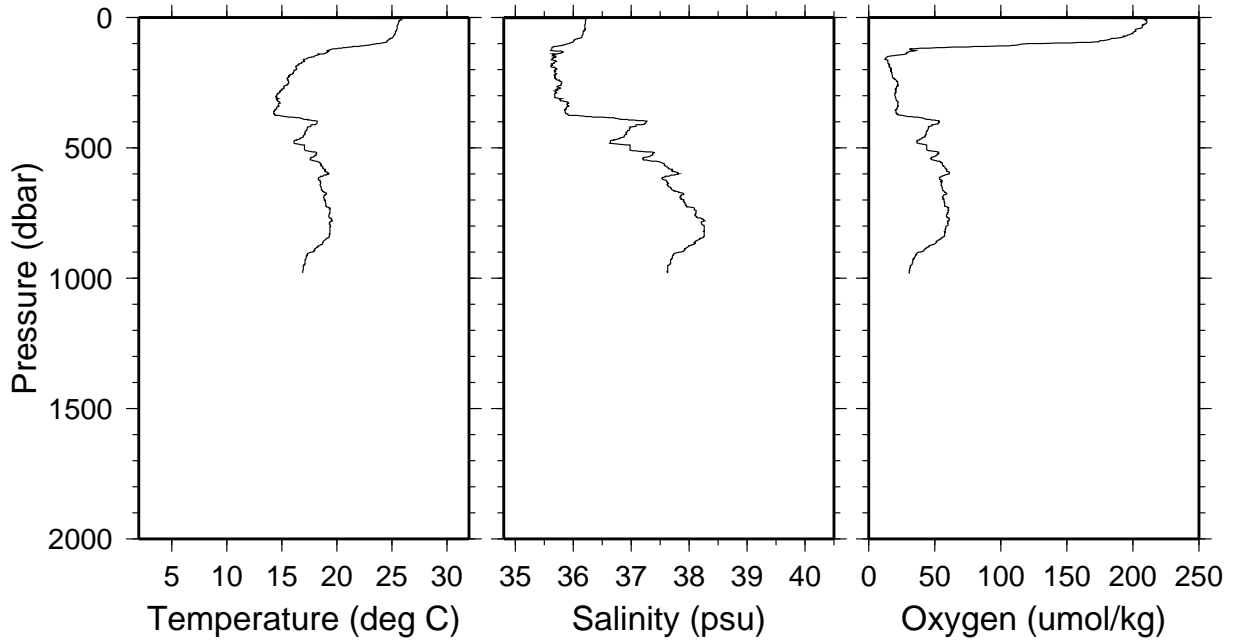 0
500
1000
1500
2000
Pressure (dbar)
5 10 15 20 25 30
Temperature (deg C)
35 36 37 38 39 40
Salinity (psu)
0 50 100 150 200 250
Oxygen (umol/kg)